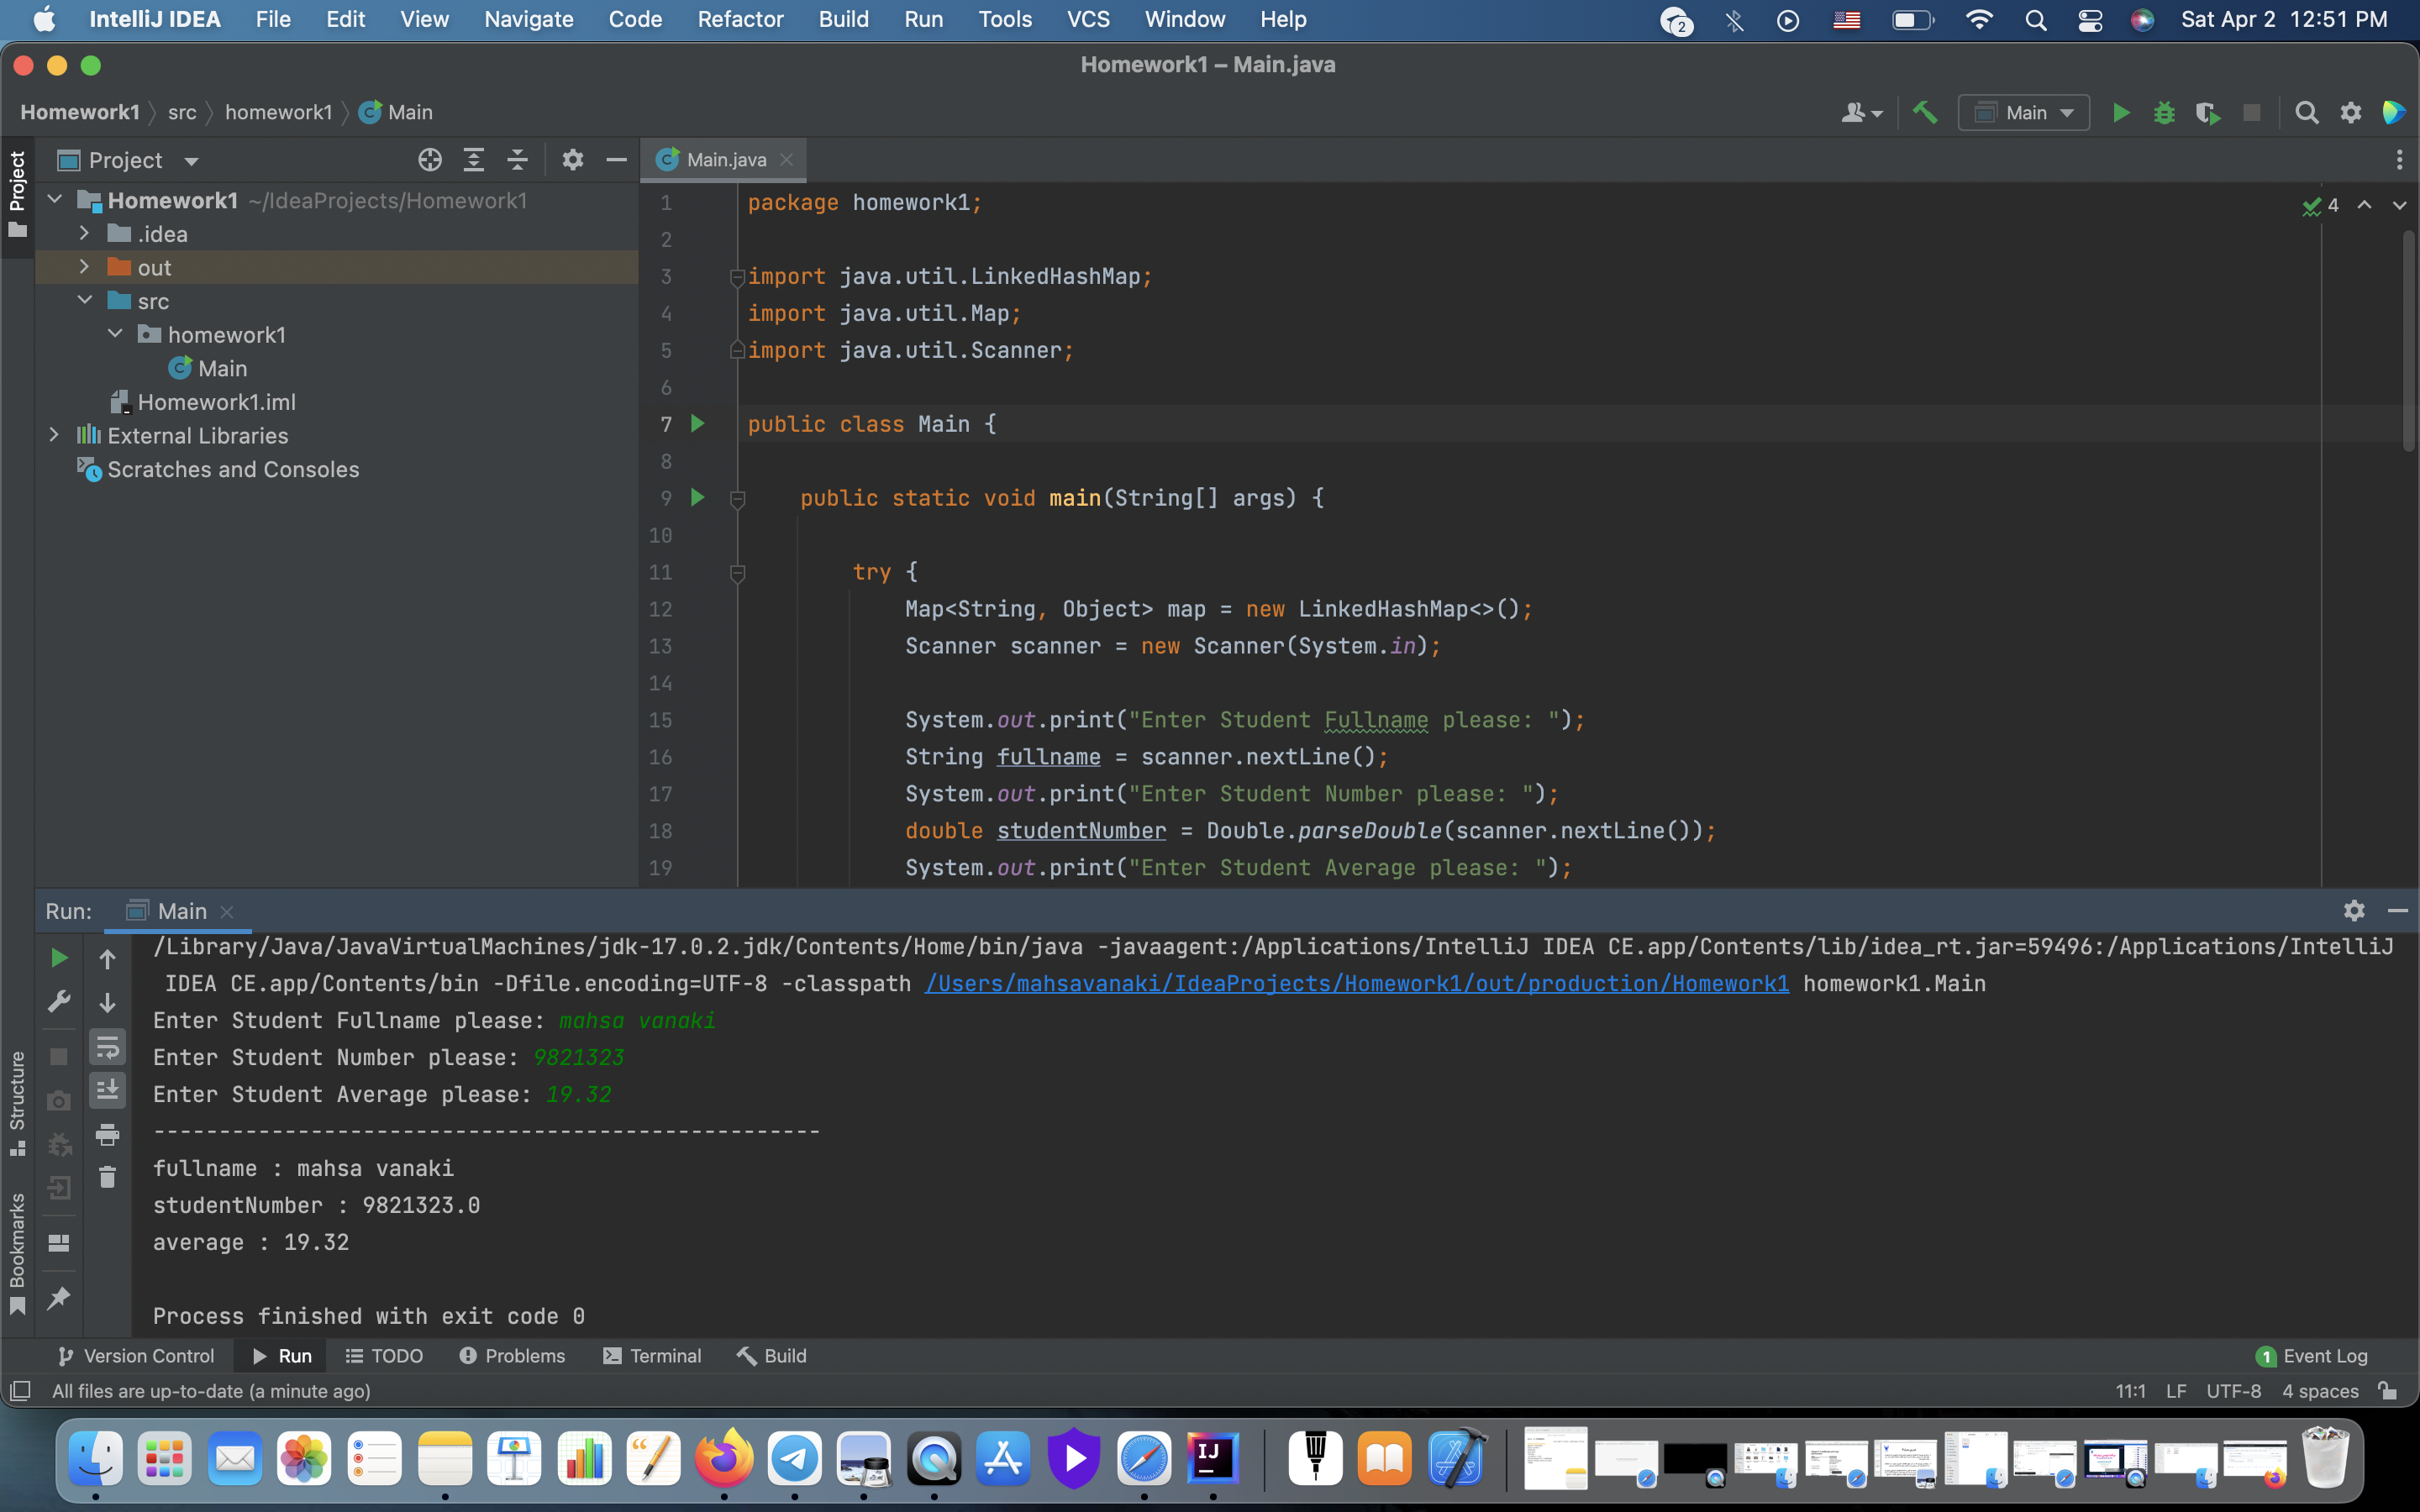 IntelliJ IDEA File Edit View Navigate Code Refactor Build Run Tools VCS Window Help 2 Sat Apr 2 12:51 PM
Homework1 – Main.java
Homework1 src homework1 Main Main
Project
Project
Homework1 ~/IdeaProjects/Homework1
.idea
out
src
homework1
Main
Homework1.iml
External Libraries
Scratches and Consoles
Main.java
4
1 package homework1;
2
3 import java.util.LinkedHashMap;
4 import java.util.Map;
5 import java.util.Scanner;
6
7 public class Main {
8
9 public static void main(String[] args) {
10
11 try {
12 Map<String, Object> map = new LinkedHashMap<>();
13 Scanner scanner = new Scanner(System.in);
14
15 System.out.print("Enter Student Fullname please: ");
16 String fullname = scanner.nextLine();
17 System.out.print("Enter Student Number please: ");
18 double studentNumber = Double.parseDouble(scanner.nextLine());
19 System.out.print("Enter Student Average please: ");
Run: Main
/Library/Java/JavaVirtualMachines/jdk-17.0.2.jdk/Contents/Home/bin/java -javaagent:/Applications/IntelliJ IDEA CE.app/Contents/lib/idea_rt.jar=59496:/Applications/IntelliJ
IDEA CE.app/Contents/bin -Dfile.encoding=UTF-8 -classpath /Users/mahsavanaki/IdeaProjects/Homework1/out/production/Homework1 homework1.Main
Enter Student Fullname please: mahsa vanaki
Enter Student Number please: 9821323
Enter Student Average please: 19.32
---------------------------------------------------
fullname : mahsa vanaki
studentNumber : 9821323.0
average : 19.32
Process finished with exit code 0
Structure
Bookmarks
Version Control Run TODO Problems Terminal Build 1 Event Log
All files are up-to-date (a minute ago) 11:1 LF UTF-8 4 spaces
IJ